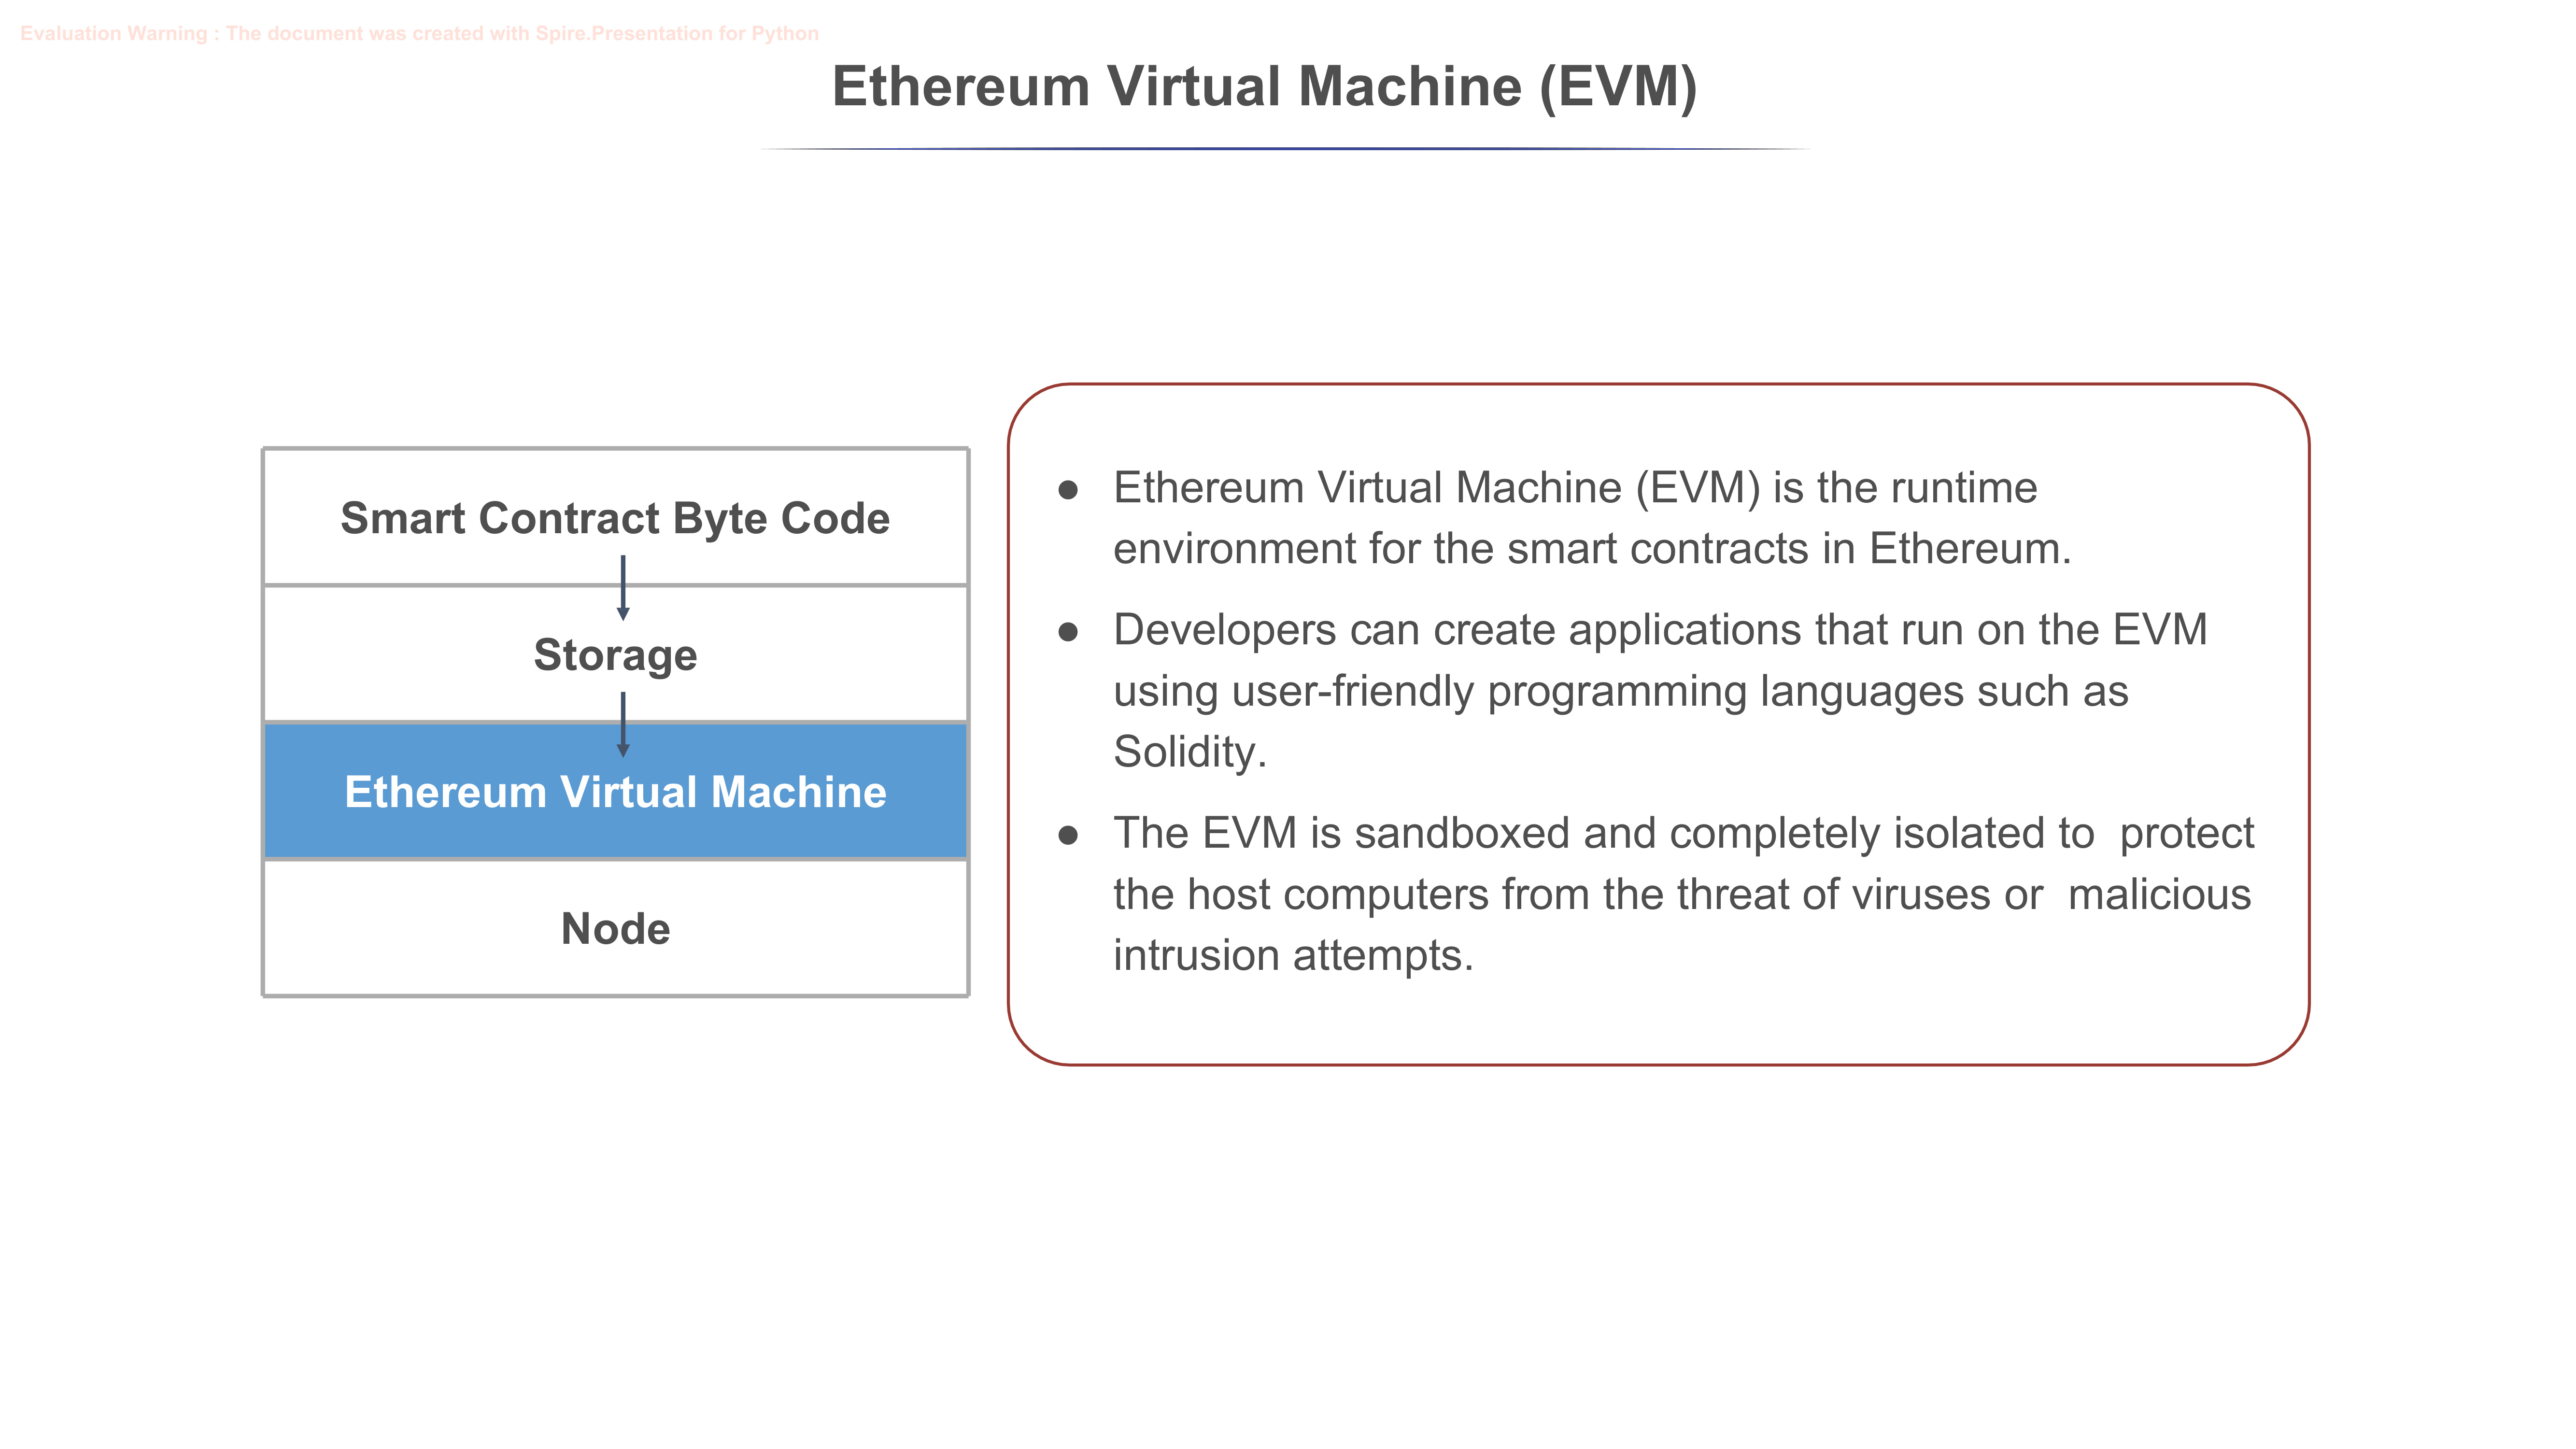 Evaluation Warning : The document was created with Spire.Presentation for Python
Ethereum Virtual Machine (EVM)
Smart Contract Byte Code
Storage
Ethereum Virtual Machine
Node
● Ethereum Virtual Machine (EVM) is the runtime
environment for the smart contracts in Ethereum.
● Developers can create applications that run on the EVM
using user-friendly programming languages such as
Solidity.
● The EVM is sandboxed and completely isolated to  protect
the host computers from the threat of viruses or  malicious
intrusion attempts.